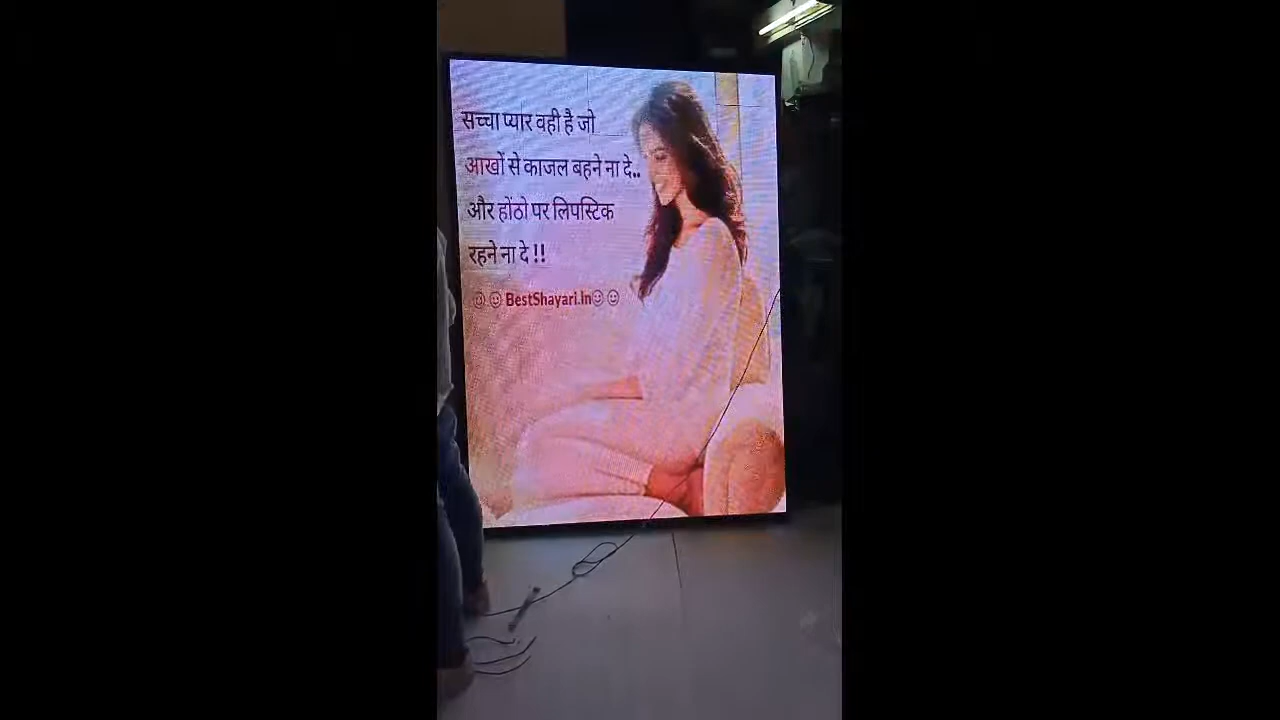 सच्चा प्यार वही है जो
आखों से काजल बहने ना दे..
और होंठो पर लिपस्टिक
रहने ना दे !!
☺☺ BestShayari.in☺☺